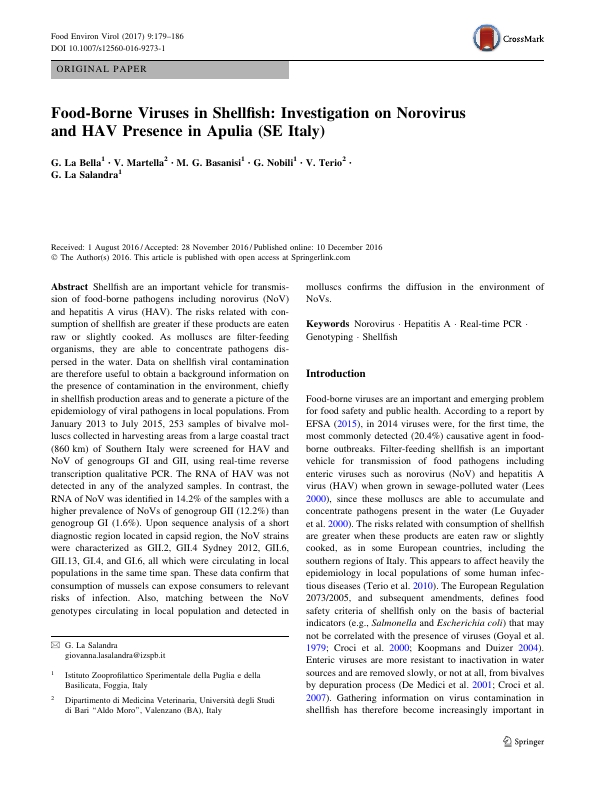 Food Environ Virol (2017) 9:179–186
DOI 10.1007/s12560-016-9273-1
CrossMark
ORIGINAL PAPER
Food-Borne Viruses in Shellfish: Investigation on Norovirus
and HAV Presence in Apulia (SE Italy)
G. La Bella1 · V. Martella2 · M. G. Basanisi1 · G. Nobili1 · V. Terio2 ·
G. La Salandra1
Received: 1 August 2016 / Accepted: 28 November 2016 / Published online: 10 December 2016
© The Author(s) 2016. This article is published with open access at Springerlink.com
Abstract Shellfish are an important vehicle for transmis-
sion of food-borne pathogens including norovirus (NoV)
and hepatitis A virus (HAV). The risks related with con-
sumption of shellfish are greater if these products are eaten
raw or slightly cooked. As molluscs are filter-feeding
organisms, they are able to concentrate pathogens dis-
persed in the water. Data on shellfish viral contamination
are therefore useful to obtain a background information on
the presence of contamination in the environment, chiefly
in shellfish production areas and to generate a picture of the
epidemiology of viral pathogens in local populations. From
January 2013 to July 2015, 253 samples of bivalve mol-
luscs collected in harvesting areas from a large coastal tract
(860 km) of Southern Italy were screened for HAV and
NoV of genogroups GI and GII, using real-time reverse
transcription qualitative PCR. The RNA of HAV was not
detected in any of the analyzed samples. In contrast, the
RNA of NoV was identified in 14.2% of the samples with a
higher prevalence of NoVs of genogroup GII (12.2%) than
genogroup GI (1.6%). Upon sequence analysis of a short
diagnostic region located in capsid region, the NoV strains
were characterized as GII.2, GII.4 Sydney 2012, GII.6,
GII.13, GI.4, and GI.6, all which were circulating in local
populations in the same time span. These data confirm that
consumption of mussels can expose consumers to relevant
risks of infection. Also, matching between the NoV
genotypes circulating in local population and detected in
G. La Salandra
giovanna.lasalandra@izspb.it
1 Istituto Zooprofilattico Sperimentale della Puglia e della
Basilicata, Foggia, Italy
2 Dipartimento di Medicina Veterinaria, Università degli Studi
di Bari “Aldo Moro”, Valenzano (BA), Italy
molluscs confirms the diffusion in the environment of
NoVs.
Keywords Norovirus · Hepatitis A · Real-time PCR ·
Genotyping · Shellfish
Introduction
Food-borne viruses are an important and emerging problem
for food safety and public health. According to a report by
EFSA (2015), in 2014 viruses were, for the first time, the
most commonly detected (20.4%) causative agent in food-
borne outbreaks. Filter-feeding shellfish is an important
vehicle for transmission of food pathogens including
enteric viruses such as norovirus (NoV) and hepatitis A
virus (HAV) when grown in sewage-polluted water (Lees
2000), since these molluscs are able to accumulate and
concentrate pathogens present in the water (Le Guyader
et al. 2000). The risks related with consumption of shellfish
are greater when these products are eaten raw or slightly
cooked, as in some European countries, including the
southern regions of Italy. This appears to affect heavily the
epidemiology in local populations of some human infec-
tious diseases (Terio et al. 2010). The European Regulation
2073/2005, and subsequent amendments, defines food
safety criteria of shellfish only on the basis of bacterial
indicators (e.g., Salmonella and Escherichia coli) that may
not be correlated with the presence of viruses (Goyal et al.
1979; Croci et al. 2000; Koopmans and Duizer 2004).
Enteric viruses are more resistant to inactivation in water
sources and are removed slowly, or not at all, from bivalves
by depuration process (De Medici et al. 2001; Croci et al.
2007). Gathering information on virus contamination in
shellfish has therefore become increasingly important in
Springer